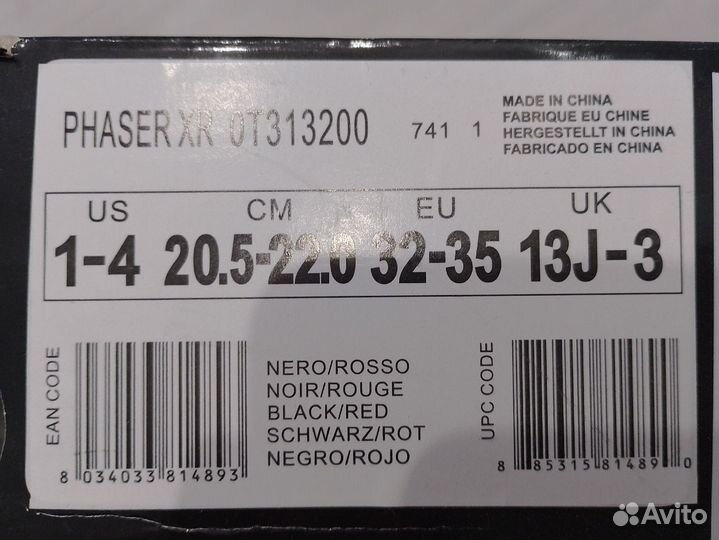 PHASER XR 0T313200 741 1
MADE IN CHINA
FABRIQUE EU CHINE
HERGESTELLT IN CHINA
FABRICADO EN CHINA
US CM EU UK
1-4 20.5-22.0 32-35 13J-3
EAN CODE
8 034033 814893
NERO/ROSSO
NOIR/ROUGE
BLACK/RED
SCHWARZ/ROT
NEGRO/ROJO
UPC CODE
8 85315 81489 0
Avito